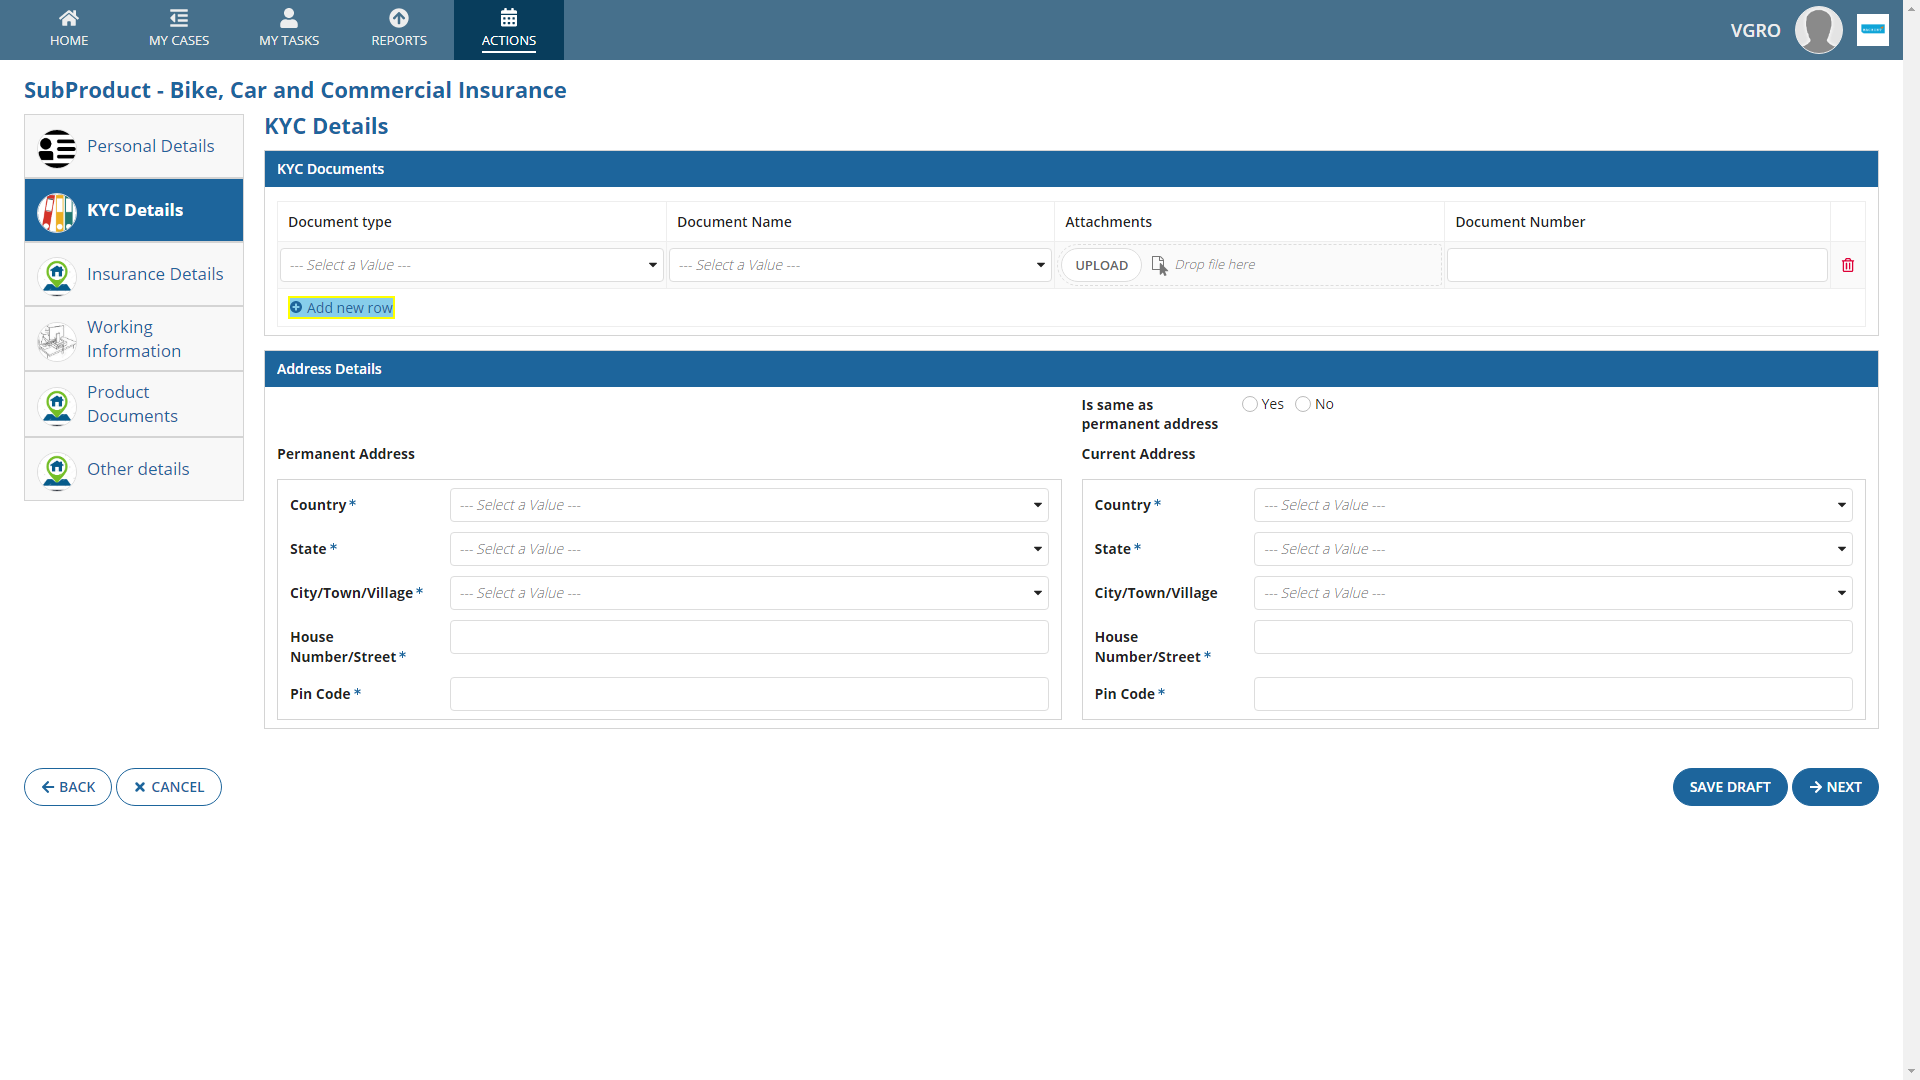 HOME
MY CASES
MY TASKS
REPORTS
ACTIONS
VGRO
SubProduct - Bike, Car and Commercial Insurance
Personal Details
KYC Details
Insurance Details
Working
Information
Product
Documents
Other details
KYC Details
KYC Documents
Document type
Document Name
Attachments
Document Number
--- Select a Value ---
--- Select a Value ---
UPLOAD
Drop file here
Add new row
Address Details
Is same as
permanent address
Yes
No
Permanent Address
Country *
--- Select a Value ---
State *
--- Select a Value ---
City/Town/Village *
--- Select a Value ---
House
Number/Street *
Pin Code *
Current Address
Country *
--- Select a Value ---
State *
--- Select a Value ---
City/Town/Village
--- Select a Value ---
House
Number/Street *
Pin Code *
BACK
CANCEL
SAVE DRAFT
NEXT